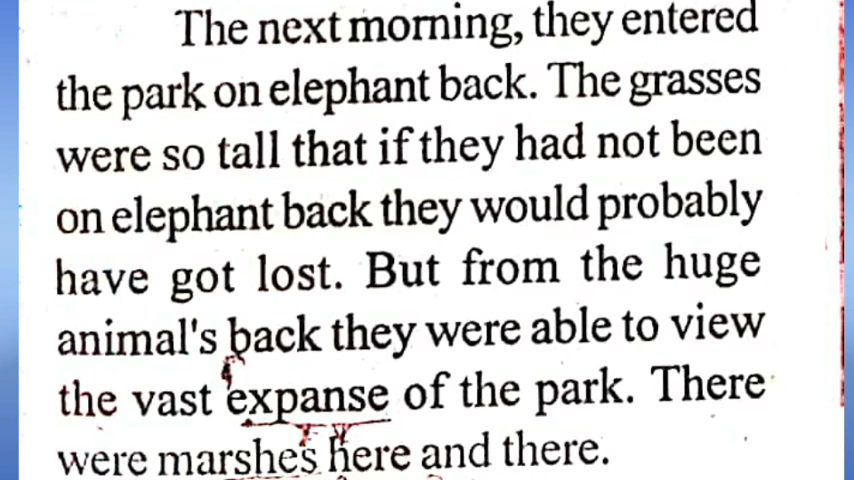 The next morning, they entered
the park on elephant back. The grasses
were so tall that if they had not been
on elephant back they would probably
have got lost. But from the huge
animal's back they were able to view
the vast expanse of the park. There
were marshes here and there.